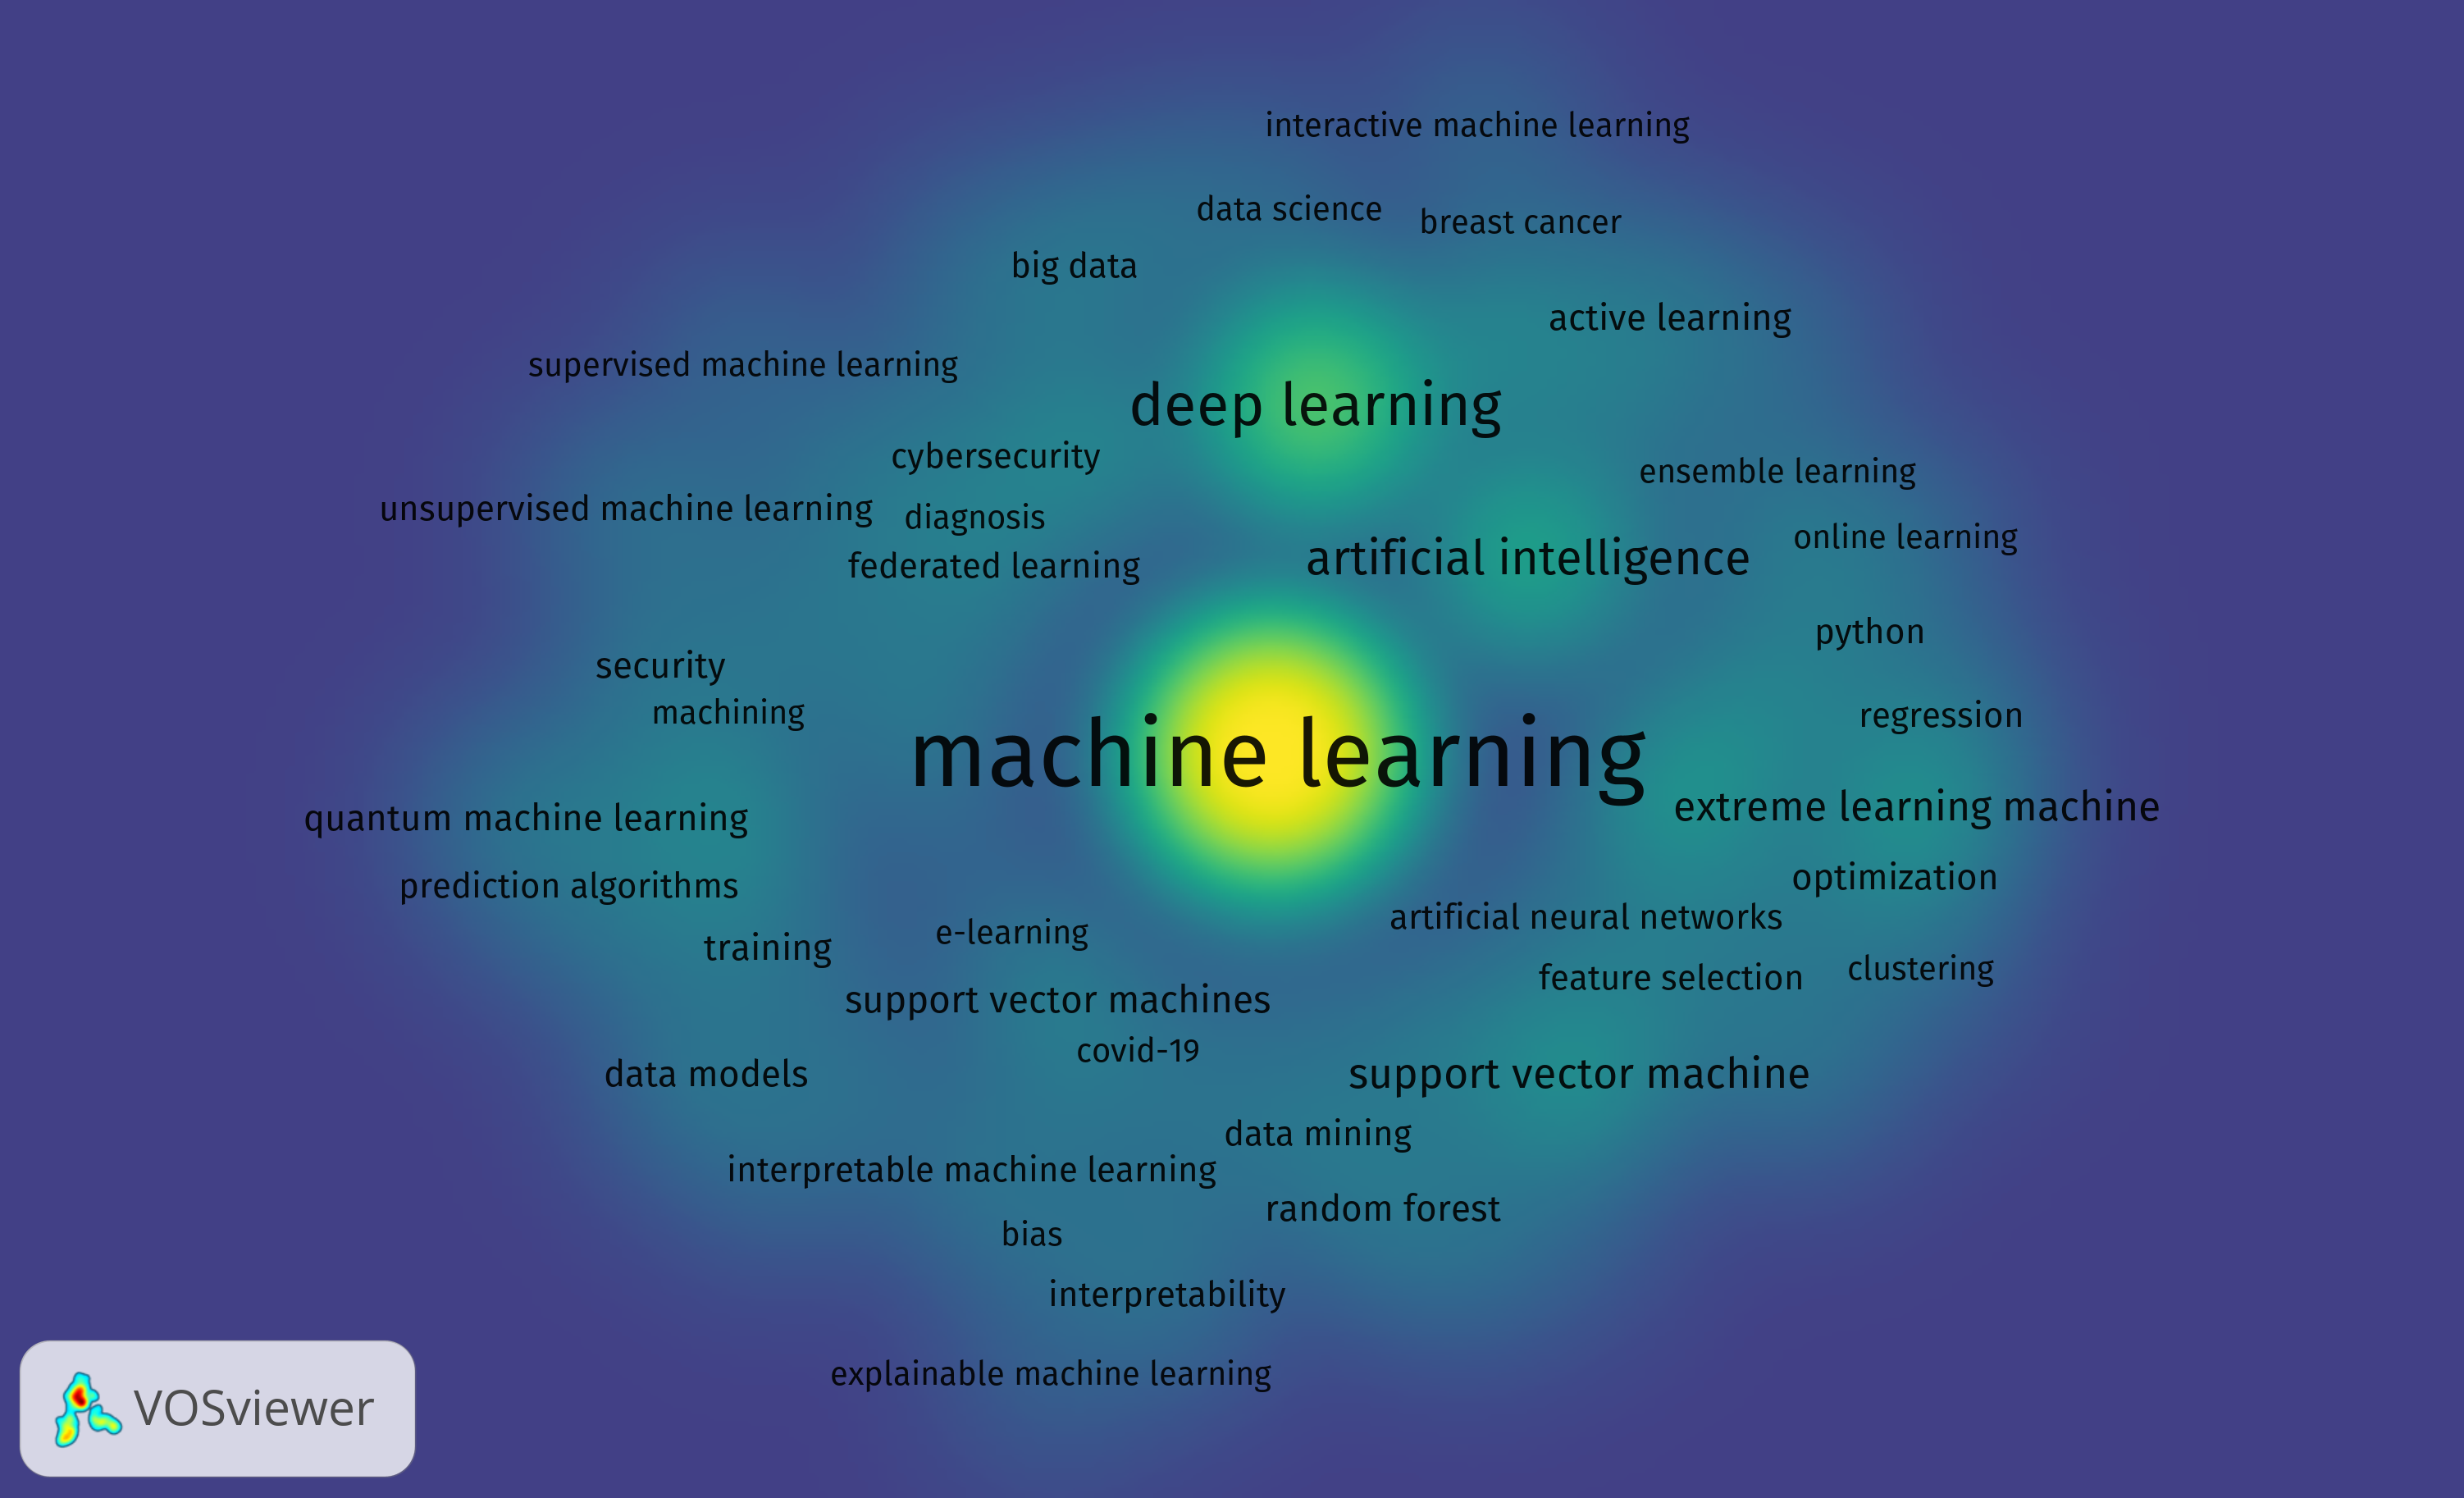 interactive machine learning
data science
breast cancer
big data
active learning
supervised machine learning
deep learning
cybersecurity
ensemble learning
unsupervised machine learning
diagnosis
online learning
federated learning
artificial intelligence
python
security
machining
regression
machine learning
extreme learning machine
quantum machine learning
prediction algorithms
optimization
artificial neural networks
e-learning
training
clustering
feature selection
support vector machines
covid-19
data models
support vector machine
data mining
interpretable machine learning
random forest
bias
interpretability
explainable machine learning
VOSviewer